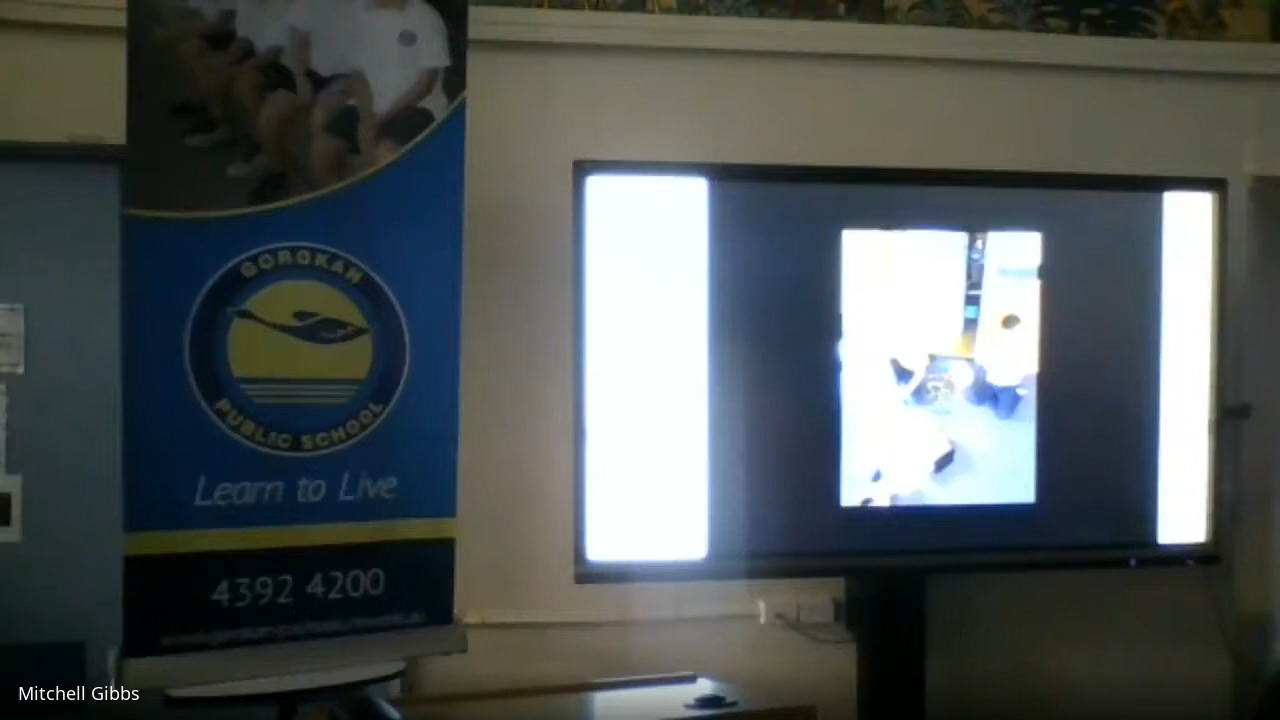 GOROKAN
PUBLIC SCHOOL
Learn to Live
4392 4200
Mitchell Gibbs